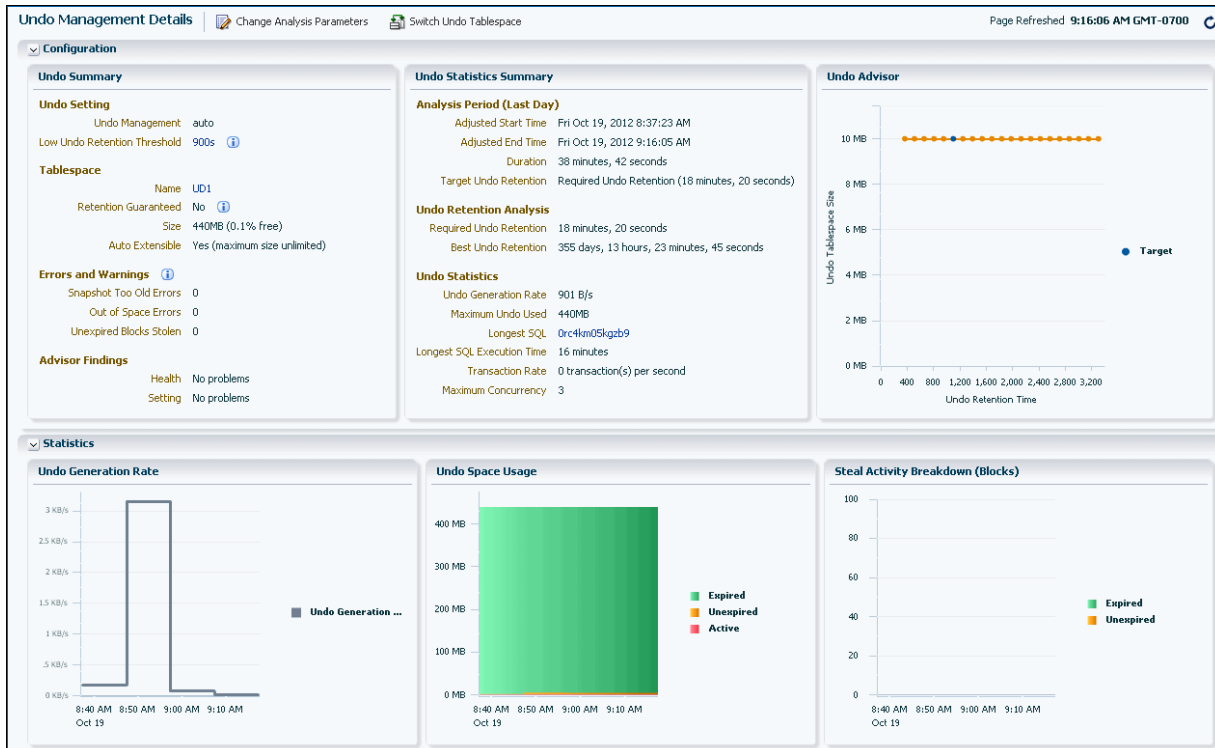 Undo Management Details Change Analysis Parameters Switch Undo Tablespace Page Refreshed 9:16:06 AM GMT-0700
Configuration
Undo Summary
Undo Setting
Undo Management auto
Low Undo Retention Threshold 900s
Tablespace
Name UD1
Retention Guaranteed No
Size 440MB (0.1% free)
Auto Extensible Yes (maximum size unlimited)
Errors and Warnings
Snapshot Too Old Errors 0
Out of Space Errors 0
Unexpired Blocks Stolen 0
Advisor Findings
Health No problems
Setting No problems
Undo Statistics Summary
Analysis Period (Last Day)
Adjusted Start Time Fri Oct 19, 2012 8:37:23 AM
Adjusted End Time Fri Oct 19, 2012 9:16:05 AM
Duration 38 minutes, 42 seconds
Target Undo Retention Required Undo Retention (18 minutes, 20 seconds)
Undo Retention Analysis
Required Undo Retention 18 minutes, 20 seconds
Best Undo Retention 355 days, 13 hours, 23 minutes, 45 seconds
Undo Statistics
Undo Generation Rate 901 B/s
Maximum Undo Used 440MB
Longest SQL 0rc4km05kgzb9
Longest SQL Execution Time 16 minutes
Transaction Rate 0 transaction(s) per second
Maximum Concurrency 3
Undo Advisor
Undo Tablespace Size
10 MB
8 MB
6 MB
4 MB
2 MB
0 MB
0 400 800 1,200 1,600 2,000 2,400 2,800 3,200
Undo Retention Time
Target
Statistics
Undo Generation Rate
3 KB/s
2.5 KB/s
2 KB/s
1.5 KB/s
1 KB/s
.5 KB/s
0 KB/s
8:40 AM 8:50 AM 9:00 AM 9:10 AM
Oct 19
Undo Generation ...
Undo Space Usage
400 MB
300 MB
200 MB
100 MB
0 MB
8:40 AM 8:50 AM 9:00 AM 9:10 AM
Oct 19
Expired
Unexpired
Active
Steal Activity Breakdown (Blocks)
100
80
60
40
20
0
8:40 AM 8:50 AM 9:00 AM 9:10 AM
Oct 19
Expired
Unexpired